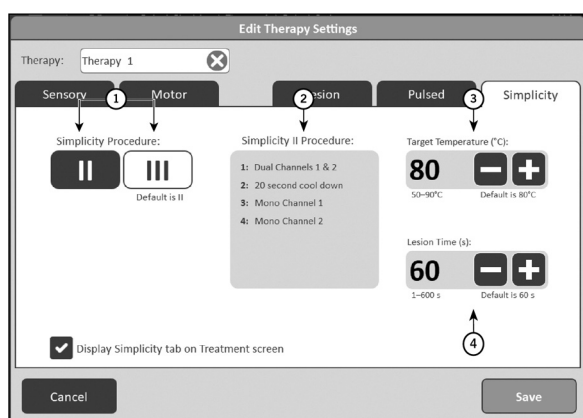 Edit Therapy Settings
Therapy: Therapy 1
Sensory Motor Pulsed Simplicity
1 2 3
Simplicity Procedure:
II III
Default is II
Simplicity II Procedure:
1: Dual Channels 1 & 2
2: 20 second cool down
3: Mono Channel 1
4: Mono Channel 2
Target Temperature (°C):
80
50–90°C Default is 80°C
Lesion Time (s):
60
1–600 s Default is 60 s
4
Display Simplicity tab on Treatment screen
Cancel Save